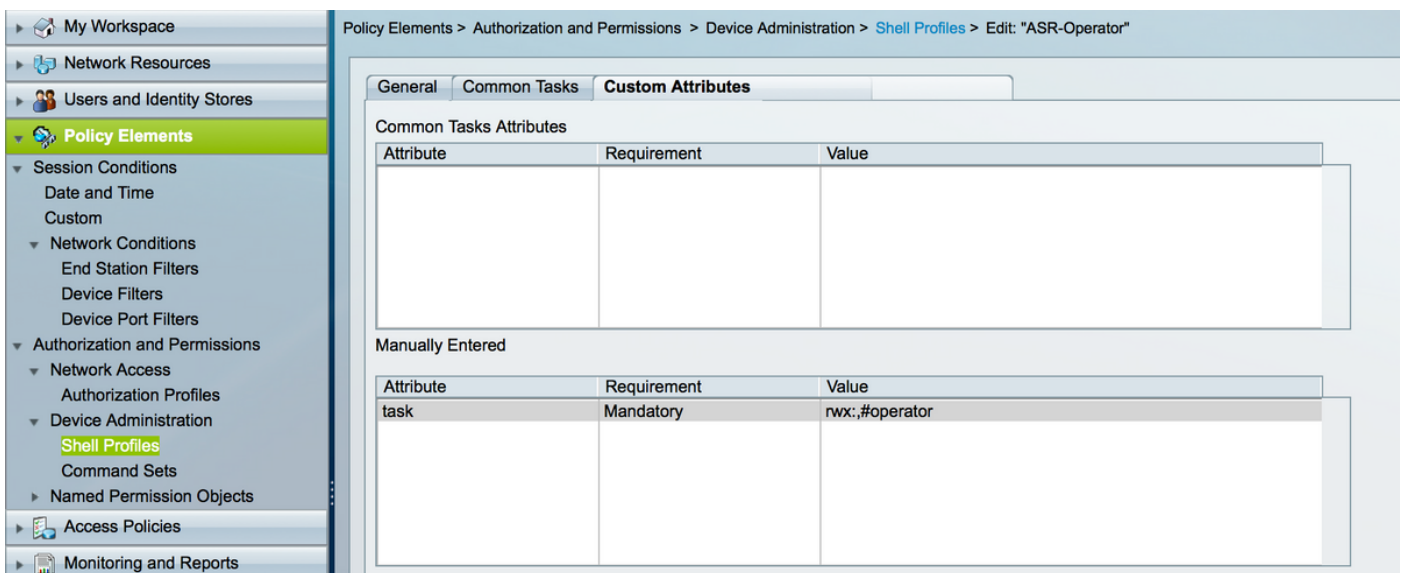 My Workspace
Network Resources
Users and Identity Stores
Policy Elements
Session Conditions
Date and Time
Custom
Network Conditions
End Station Filters
Device Filters
Device Port Filters
Authorization and Permissions
Network Access
Authorization Profiles
Device Administration
Shell Profiles
Command Sets
Named Permission Objects
Access Policies
Monitoring and Reports
Policy Elements > Authorization and Permissions > Device Administration > Shell Profiles > Edit: "ASR-Operator"
General Common Tasks Custom Attributes
Common Tasks Attributes
Attribute Requirement Value
Manually Entered
Attribute Requirement Value
task Mandatory rwx:,#operator